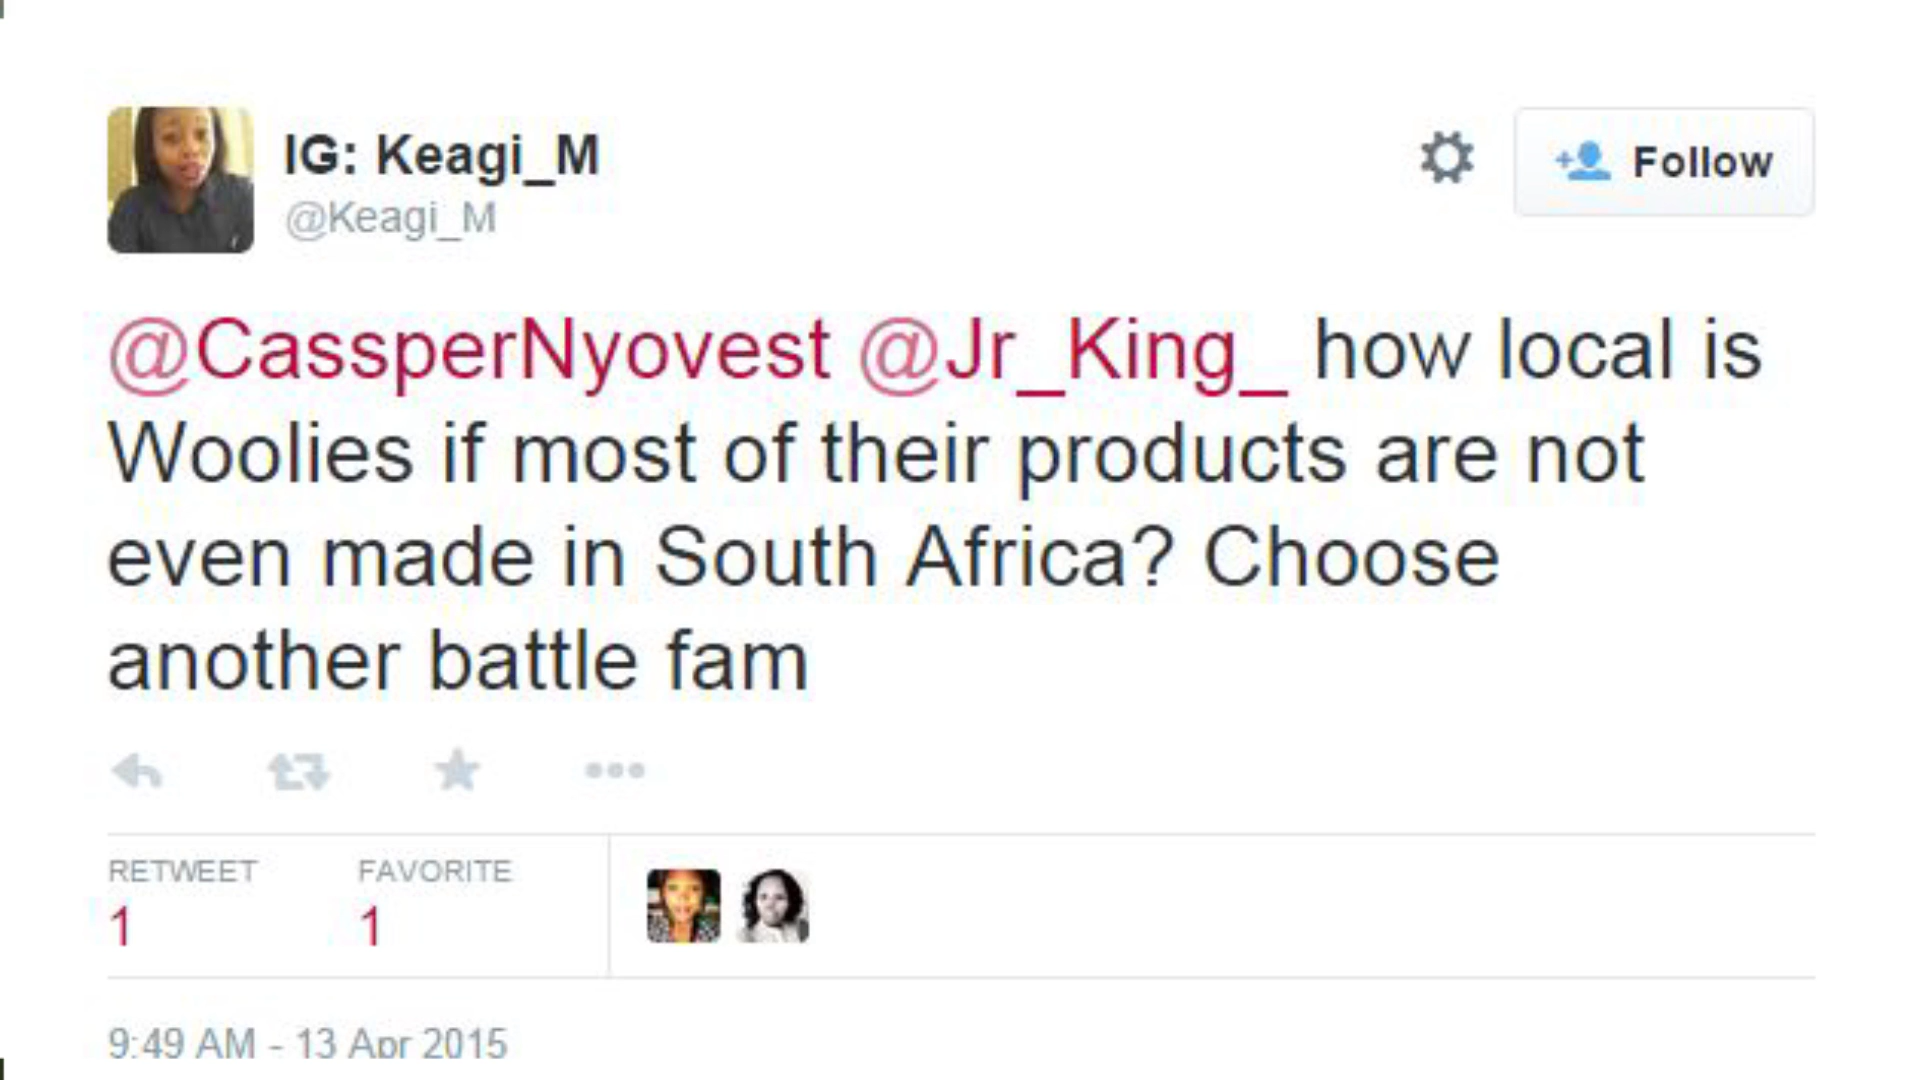 IG: Keagi_M
@Keagi_M
Follow
@CassperNyovest @Jr_King_ how local is
Woolies if most of their products are not
even made in South Africa? Choose
another battle fam
RETWEET FAVORITE
1 1
9:49 AM - 13 Apr 2015